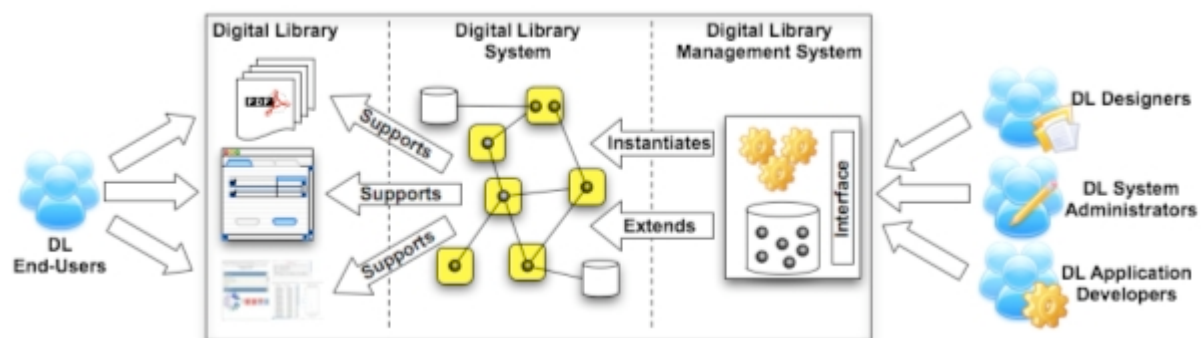 Digital Library
Digital Library
System
Digital Library
Management System
PDF
Supports
Supports
Supports
Instantiates
Extends
Interface
DL
End-Users
DL Designers
DL System
Administrators
DL Application
Developers